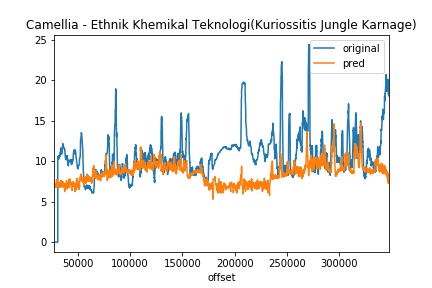 Camellia - Ethnik Khemikal Teknologi(Kuriossitis Jungle Karnage)
original
pred
25
20
15
10
5
0
50000 100000 150000 200000 250000 300000
offset